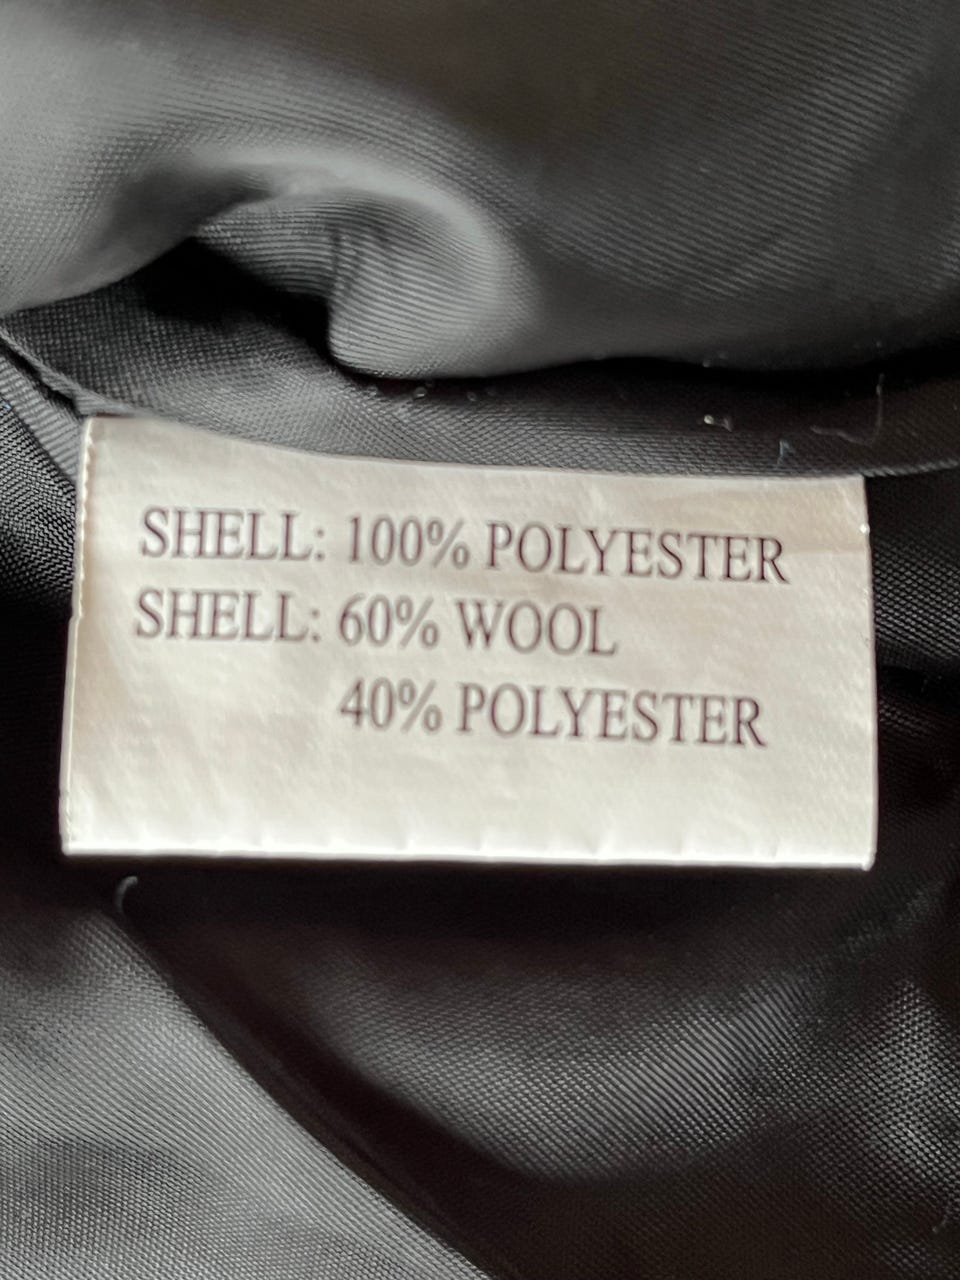 SHELL: 100% POLYESTER
SHELL: 60% WOOL
40% POLYESTER